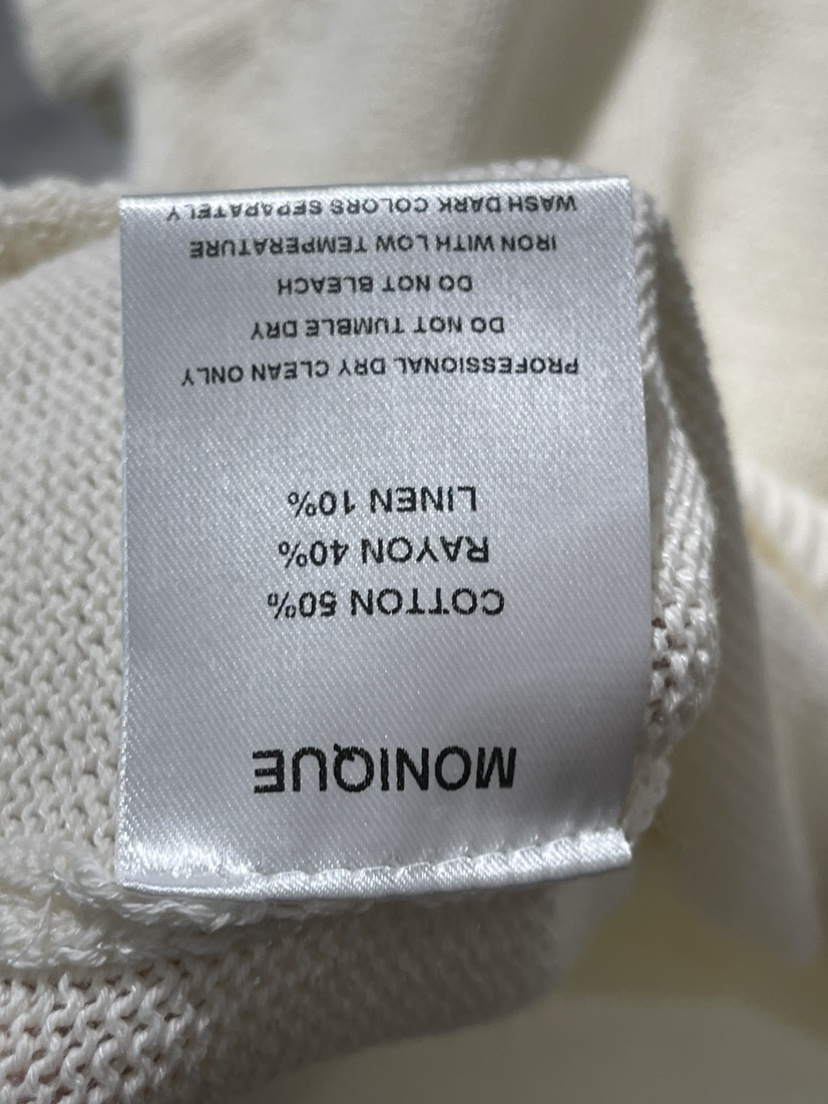 MONIQUE
COTTON 50%
RAYON 40%
LINEN 10%
PROFESSIONAL DRY CLEAN ONLY
DO NOT TUMBLE DRY
DO NOT BLEACH
IRON WITH LOW TEMPERATURE
WASH DARK COLORS SEPARATELY